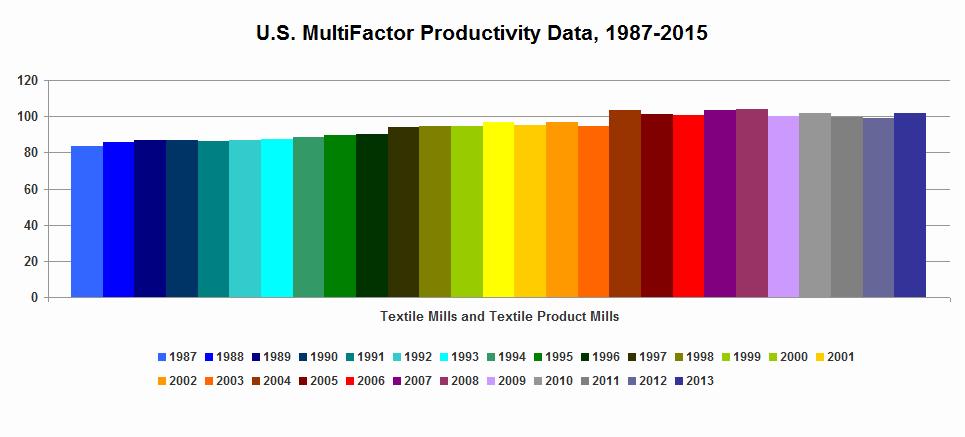 U.S. MultiFactor Productivity Data, 1987-2015
120
100
80
60
40
20
0
Textile Mills and Textile Product Mills
1987 1988 1989 1990 1991 1992 1993 1994 1995 1996 1997 1998 1999 2000 2001
2002 2003 2004 2005 2006 2007 2008 2009 2010 2011 2012 2013